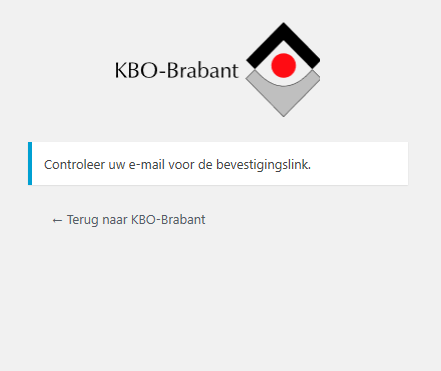 KBO-Brabant
Controleer uw e-mail voor de bevestigingslink.
← Terug naar KBO-Brabant